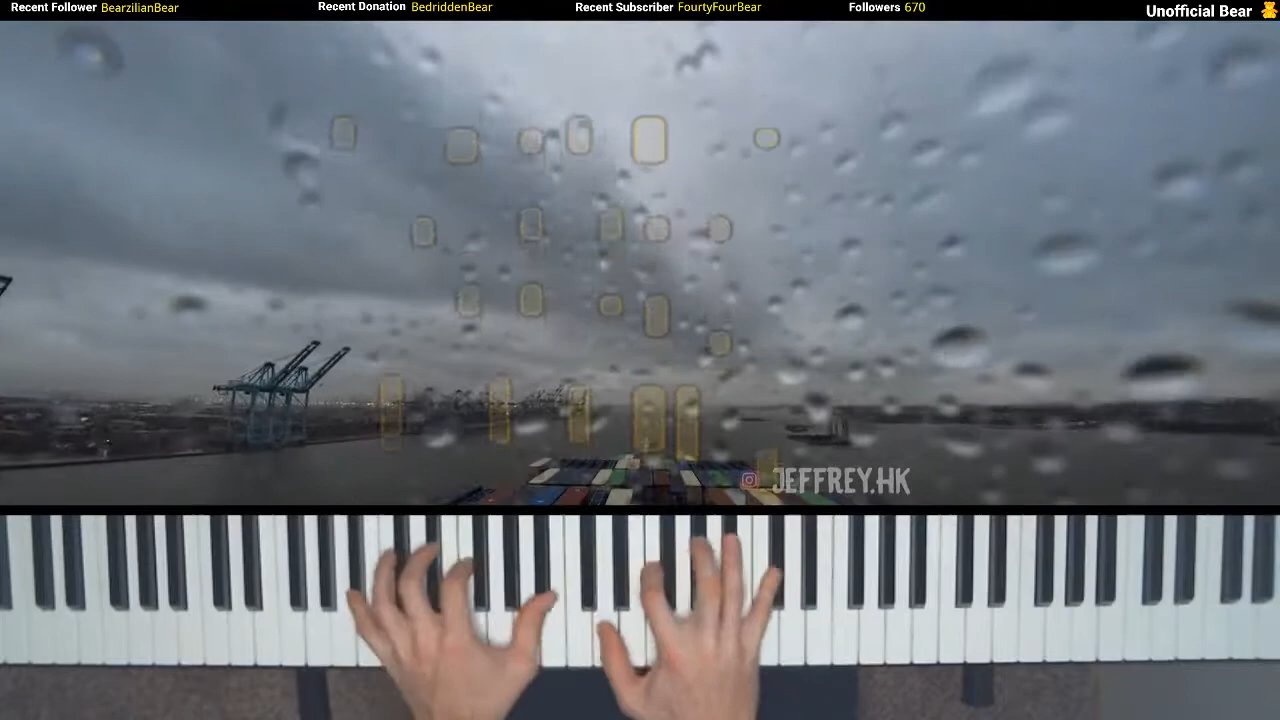 Recent Follower BearzilianBear
Recent Donation BedriddenBear
Recent Subscriber FourtyFourBear
Followers 670
Unofficial Bear
JEFFREY.HK